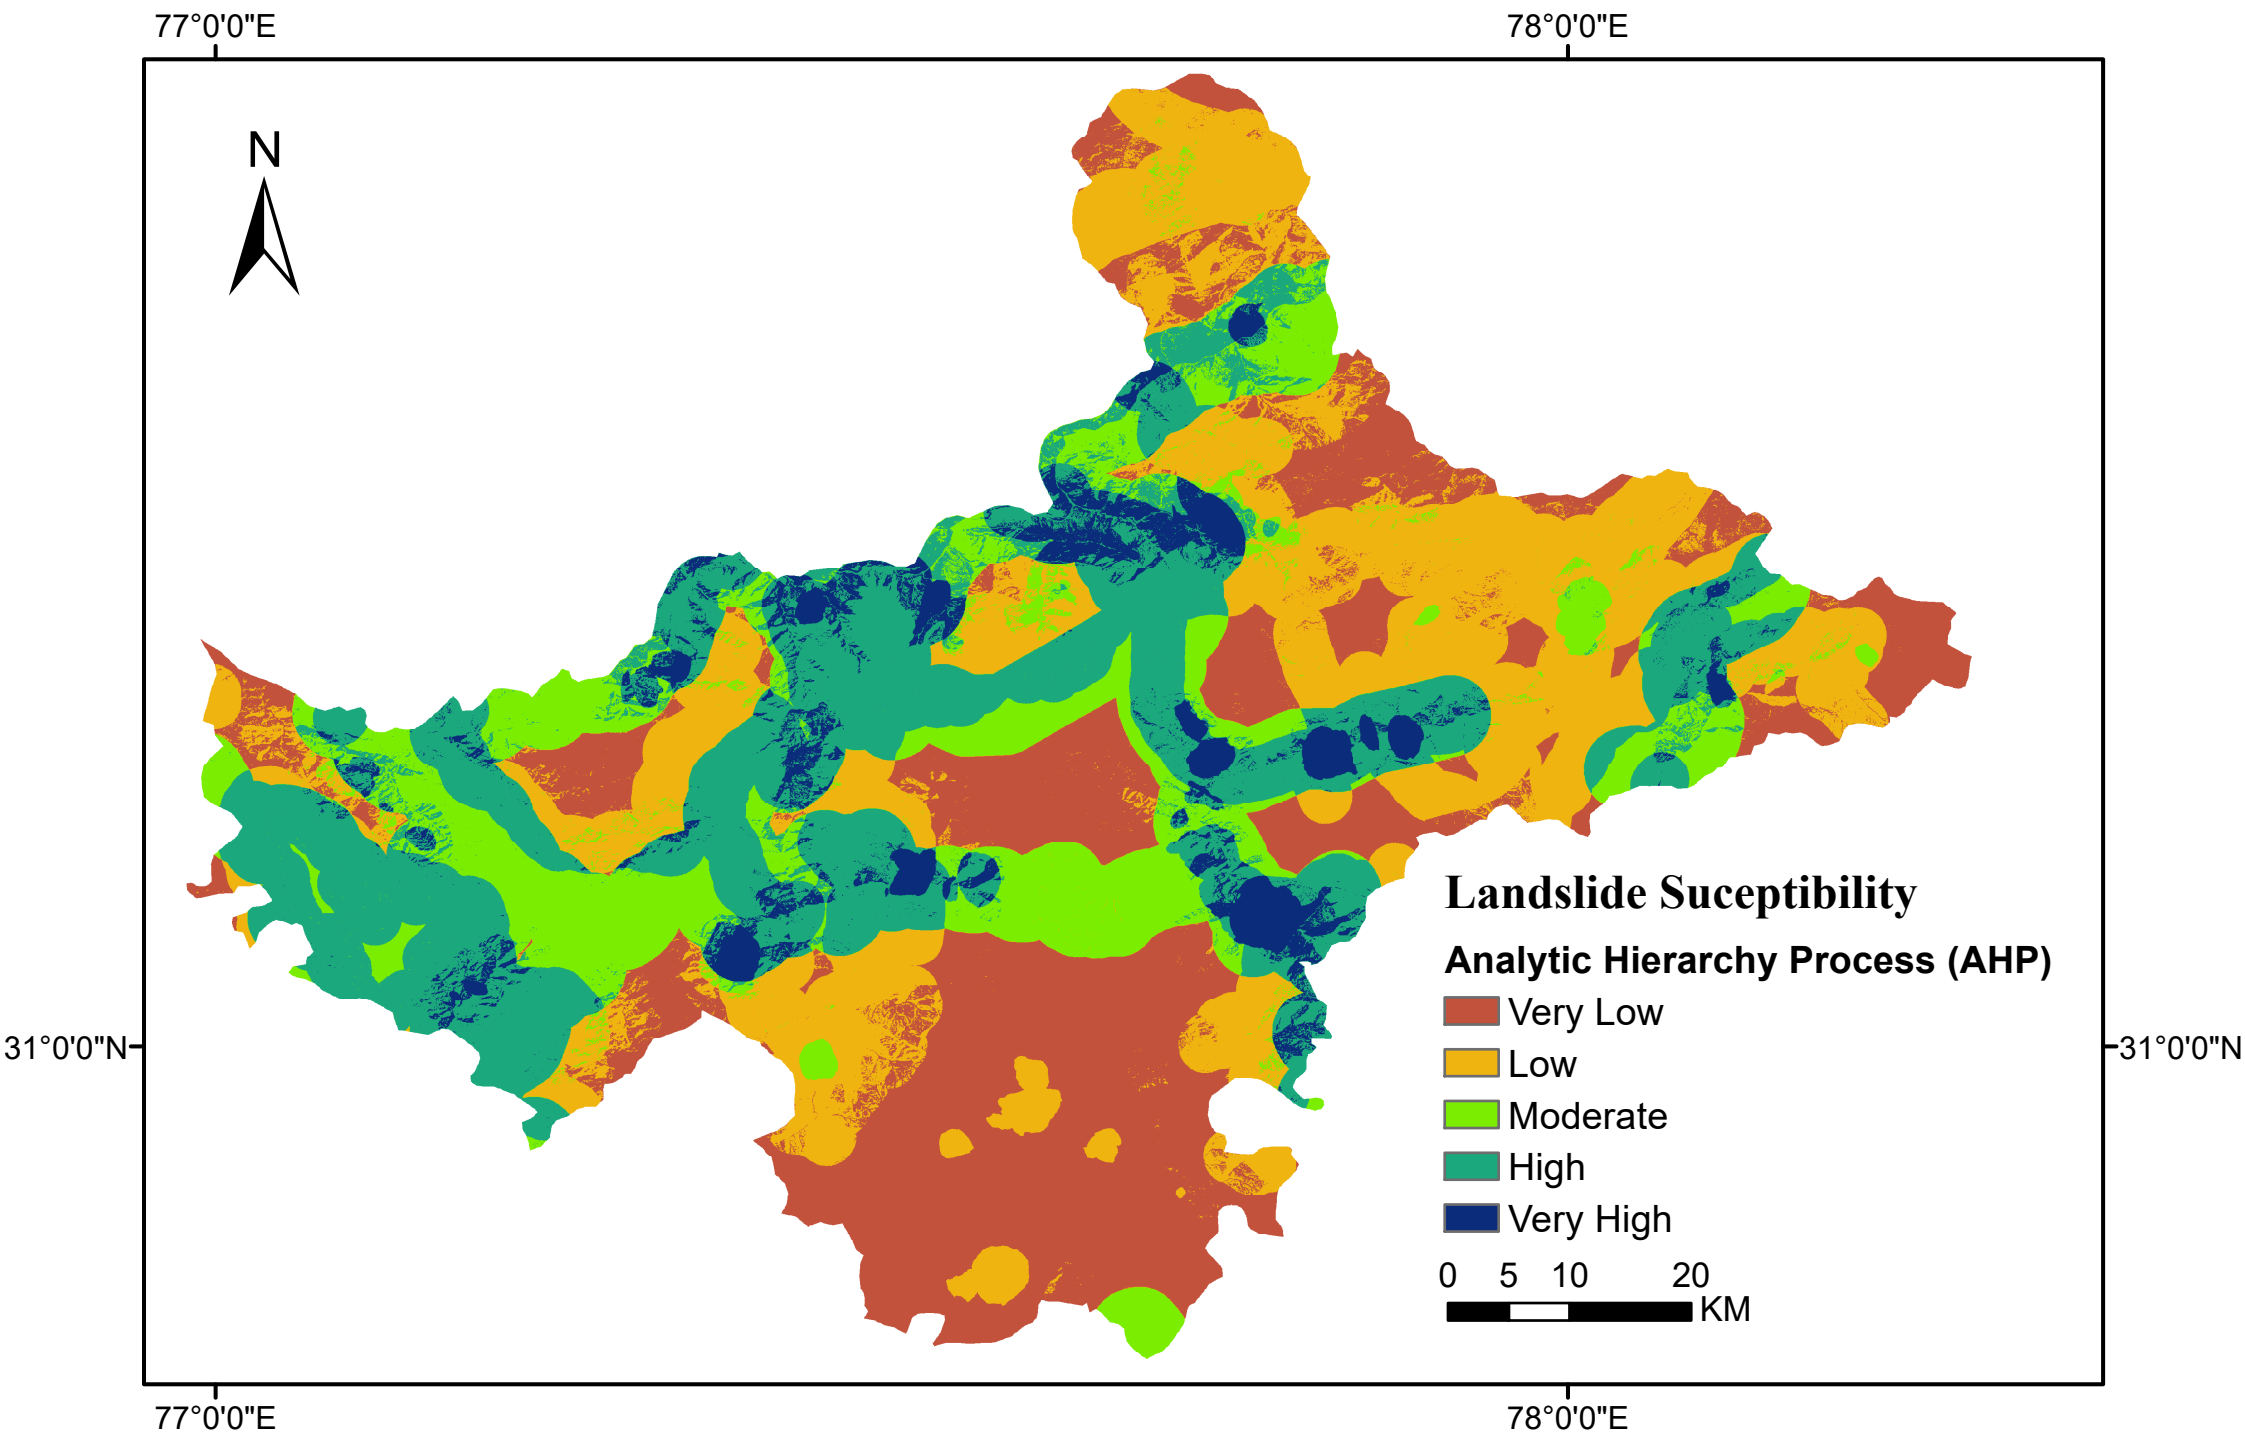 77°0'0"E 78°0'0"E
N
31°0'0"N 31°0'0"N
Landslide Suceptibility
Analytic Hierarchy Process (AHP)
Very Low
Low
Moderate
High
Very High
0 5 10 20
KM
77°0'0"E 78°0'0"E